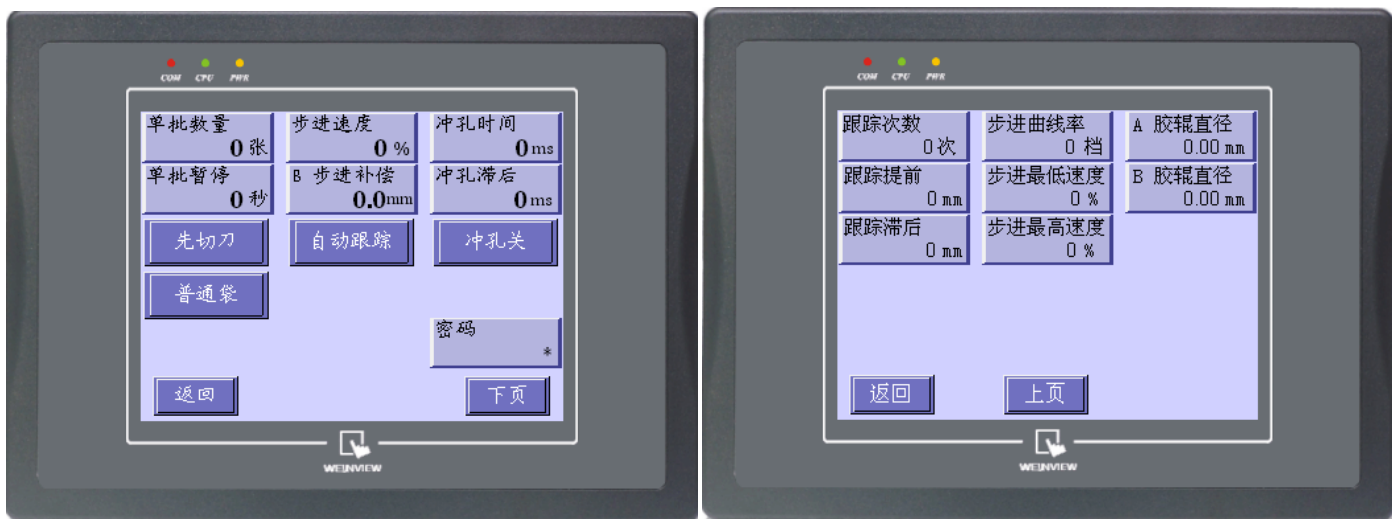 COM CPU PWR
单批数量
0 张
步进速度
0 %
冲孔时间
0 ms
单批暂停
0 秒
B 步进补偿
0.0mm
冲孔滞后
0 ms
先切刀
自动跟踪
冲孔关
普通袋
密码
*
返回
下页
WEINVIEW
COM CPU PWR
跟踪次数
0 次
步进曲线率
0 档
A 胶辊直径
0.00 mm
跟踪提前
0 mm
步进最低速度
0 %
B 胶辊直径
0.00 mm
跟踪滞后
0 mm
步进最高速度
0 %
返回
上页
WEINVIEW